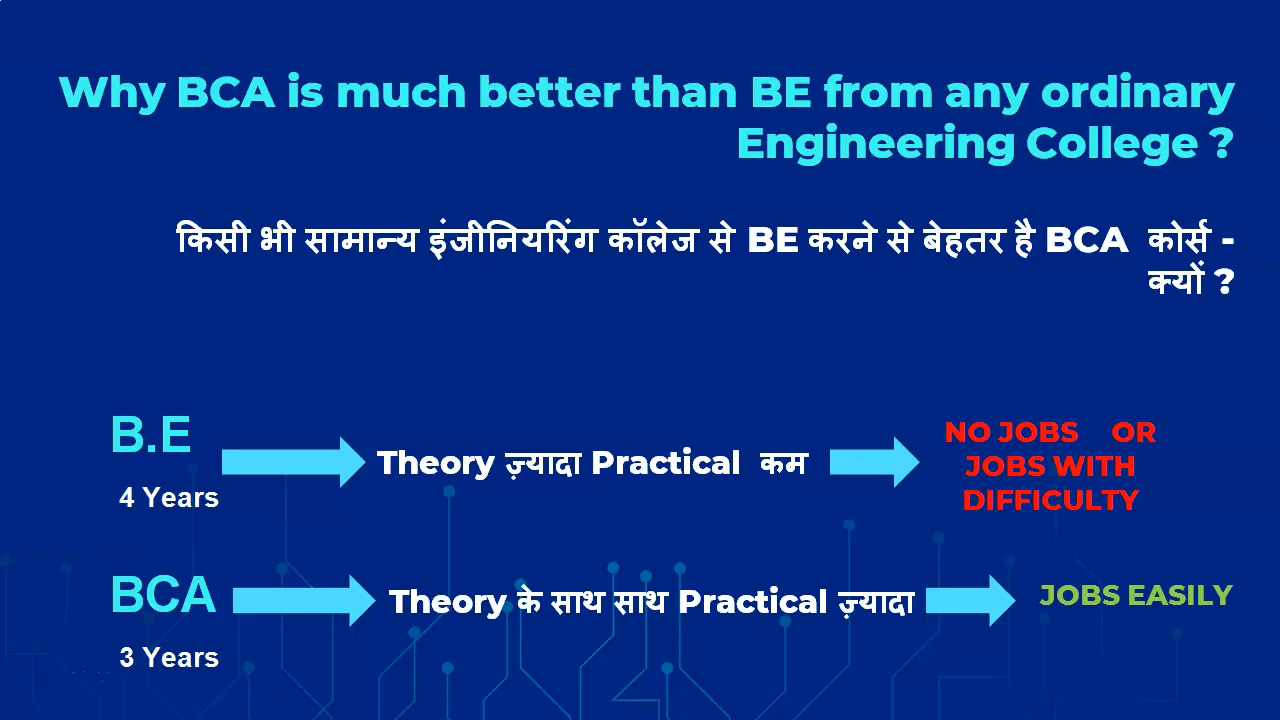 Why BCA is much better than BE from any ordinary
Engineering College ?
किसी भी सामान्य इंजीनियरिंग कॉलेज से BE करने से बेहतर है BCA कोर्स -
क्यों ?
B.E
4 Years
Theory ज़्यादा Practical कम
NO JOBS OR
JOBS WITH
DIFFICULTY
BCA
3 Years
Theory के साथ साथ Practical ज़्यादा
JOBS EASILY